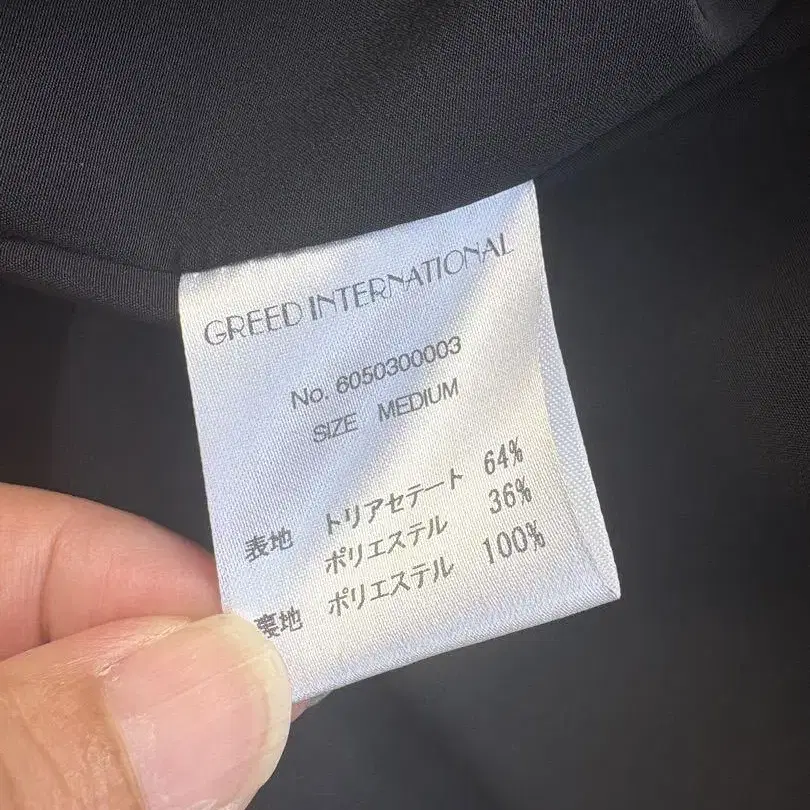 GREED INTERNATIONAL
No. 6050300003
SIZE MEDIUM
表地 トリアセテート 64%
ポリエステル 36%
裏地 ポリエステル 100%